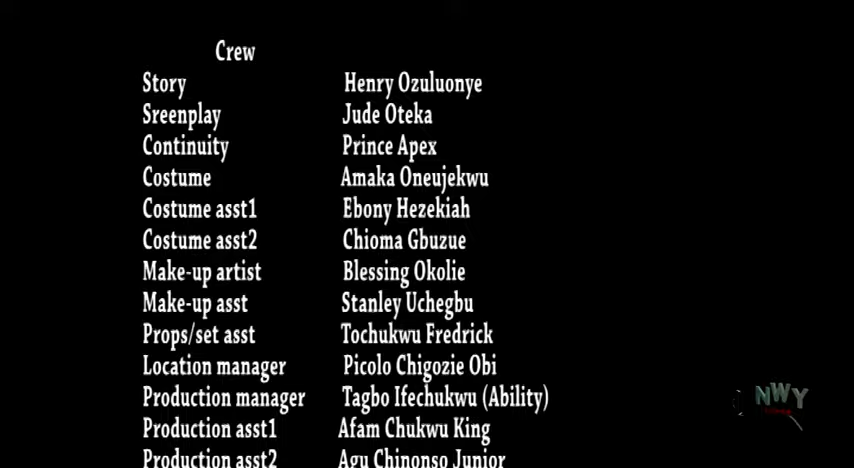 Crew
Story Henry Ozuluonye
Sreenplay Jude Oteka
Continuity Prince Apex
Costume Amaka Oneujekwu
Costume asst1 Ebony Hezekiah
Costume asst2 Chioma Gbuzue
Make-up artist Blessing Okolie
Make-up asst Stanley Uchegbu
Props/set asst Tochukwu Fredrick
Location manager Picolo Chigozie Obi
Production manager Tagbo Ifechukwu (Ability)
Production asst1 Afam Chukwu King
Production asst2 Agu Chinonso Junior
NWY